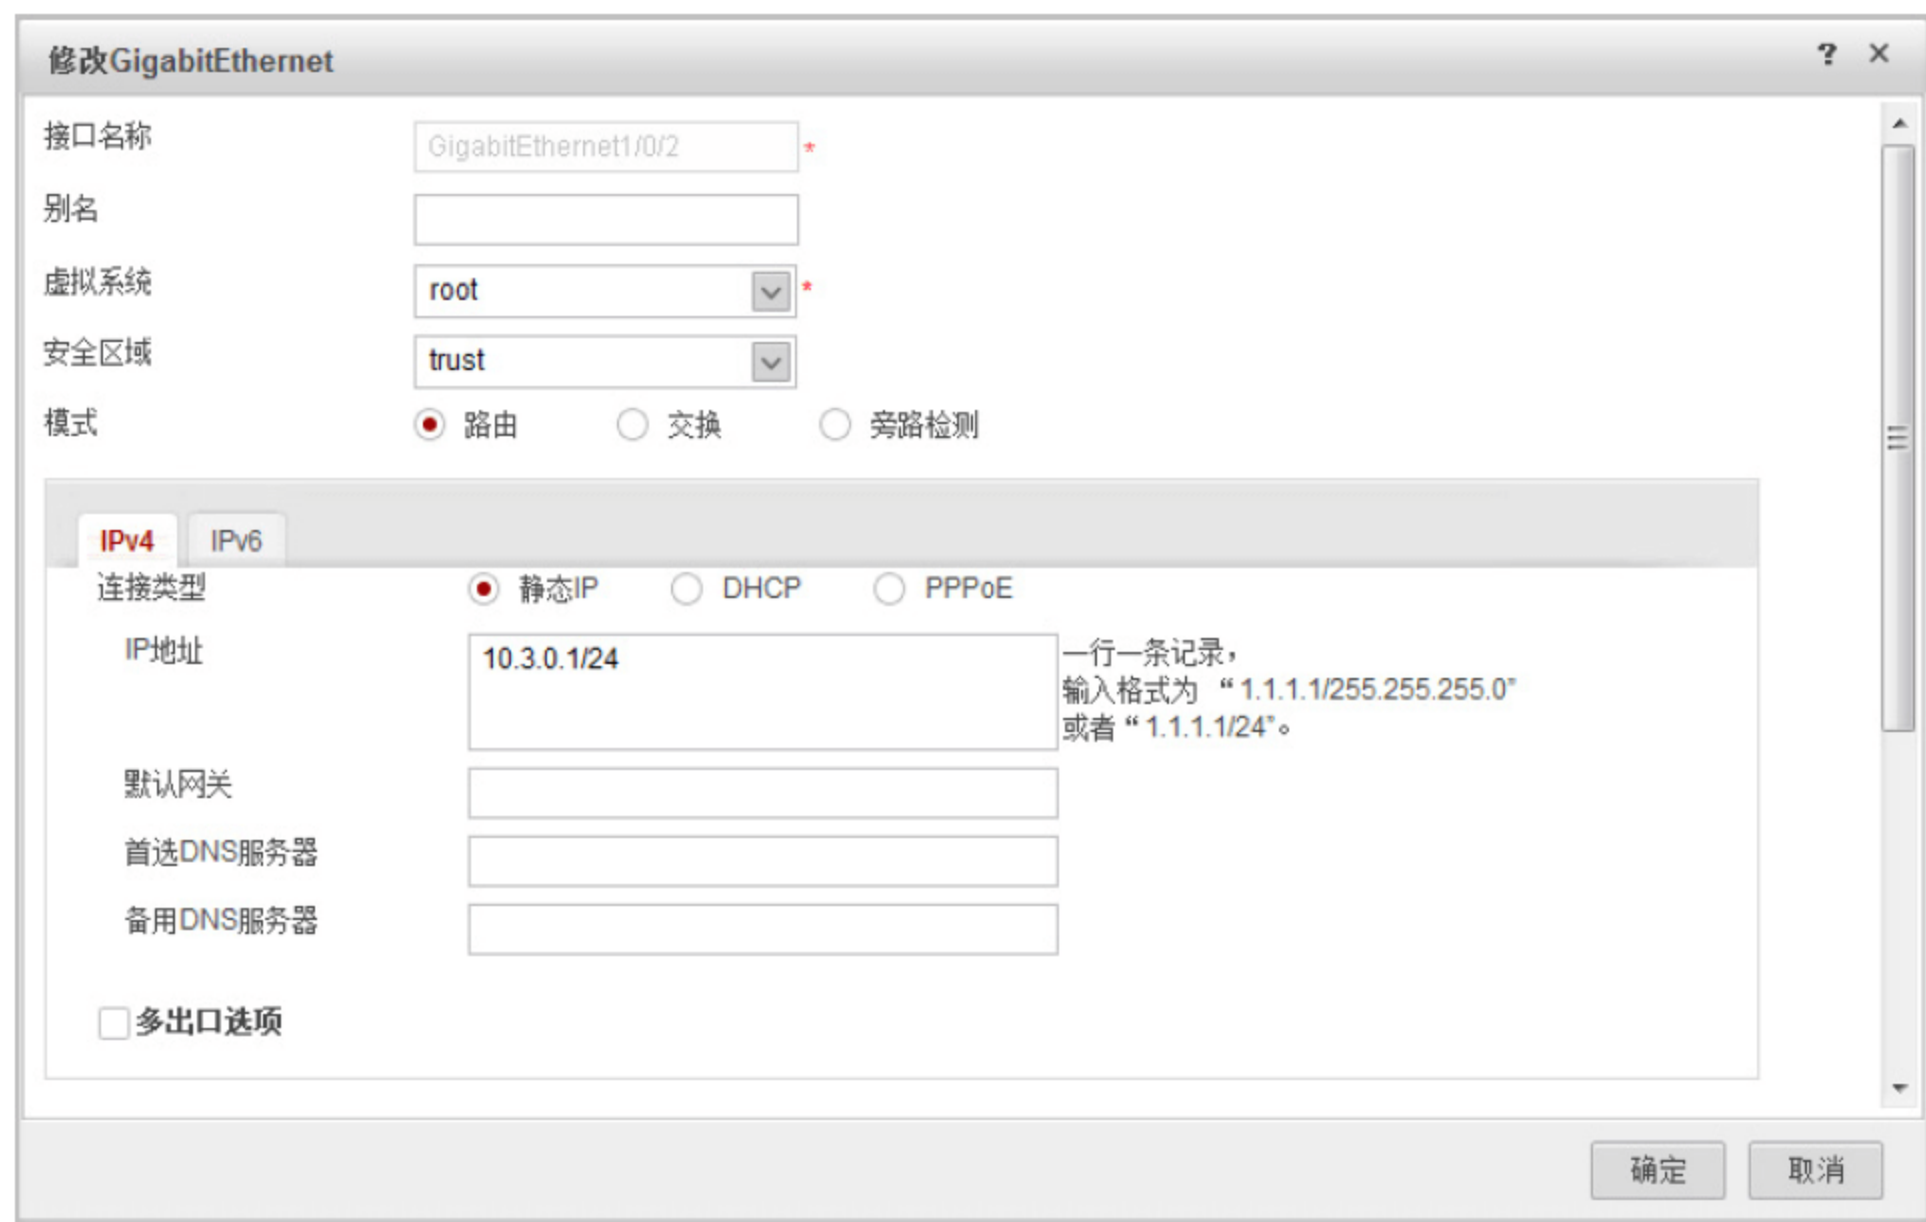 修改GigabitEthernet ? ×
接口名称 GigabitEthernet1/0/2 *
别名
虚拟系统 root *
安全区域 trust
模式 路由 交换 旁路检测
IPv4 IPv6
连接类型 静态IP DHCP PPPoE
IP地址 10.3.0.1/24 一行一条记录，
输入格式为 “1.1.1.1/255.255.255.0”
或者“1.1.1.1/24”。
默认网关
首选DNS服务器
备用DNS服务器
多出口选项
确定 取消